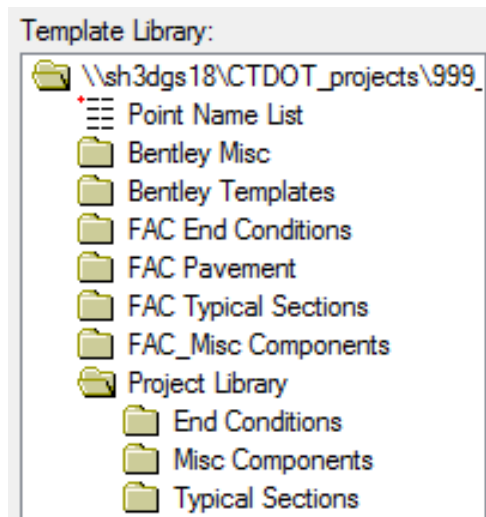 Template Library:
\\sh3dgs18\CTDOT_projects\999_
Point Name List
Bentley Misc
Bentley Templates
FAC End Conditions
FAC Pavement
FAC Typical Sections
FAC_Misc Components
Project Library
End Conditions
Misc Components
Typical Sections